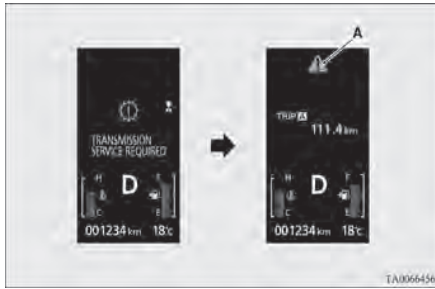 A
TRANSMISSION
SERVICE REQUIRED
H
F
D
C
E
001234 km 18°c
TRIP A
111.4 km
H
F
D
C
E
001234 km 18°c
TA0066456